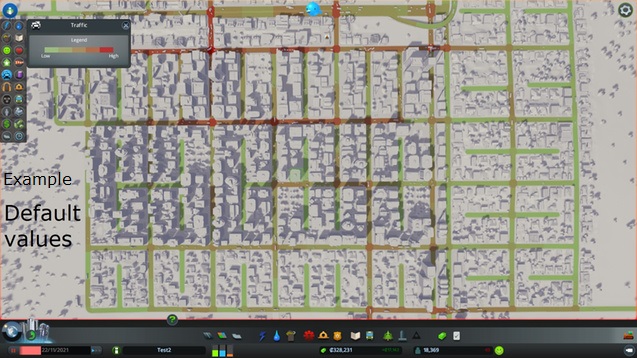 Traffic
Legend
Low High
Example
Default
values
22/11/2021
Test2
₡328,231
18,369